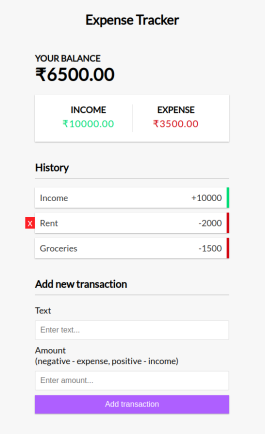 Expense Tracker
YOUR BALANCE
₹6500.00
INCOME EXPENSE
₹10000.00 ₹3500.00
History
Income +10000
X Rent -2000
Groceries -1500
Add new transaction
Text
Enter text...
Amount
(negative - expense, positive - income)
Enter amount...
Add transaction